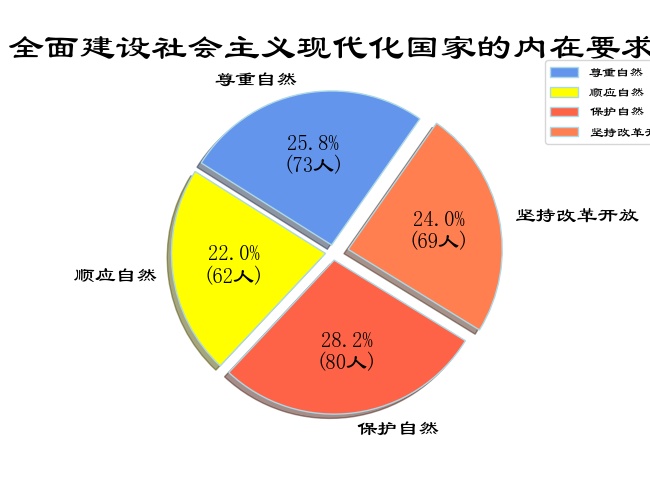 全面建设社会主义现代化国家的内在要求
尊重自然
尊重自然
顺应自然
保护自然
坚持改革开
25.8%
(73人)
24.0%
(69人)
坚持改革开放
22.0%
(62人)
顺应自然
28.2%
(80人)
保护自然